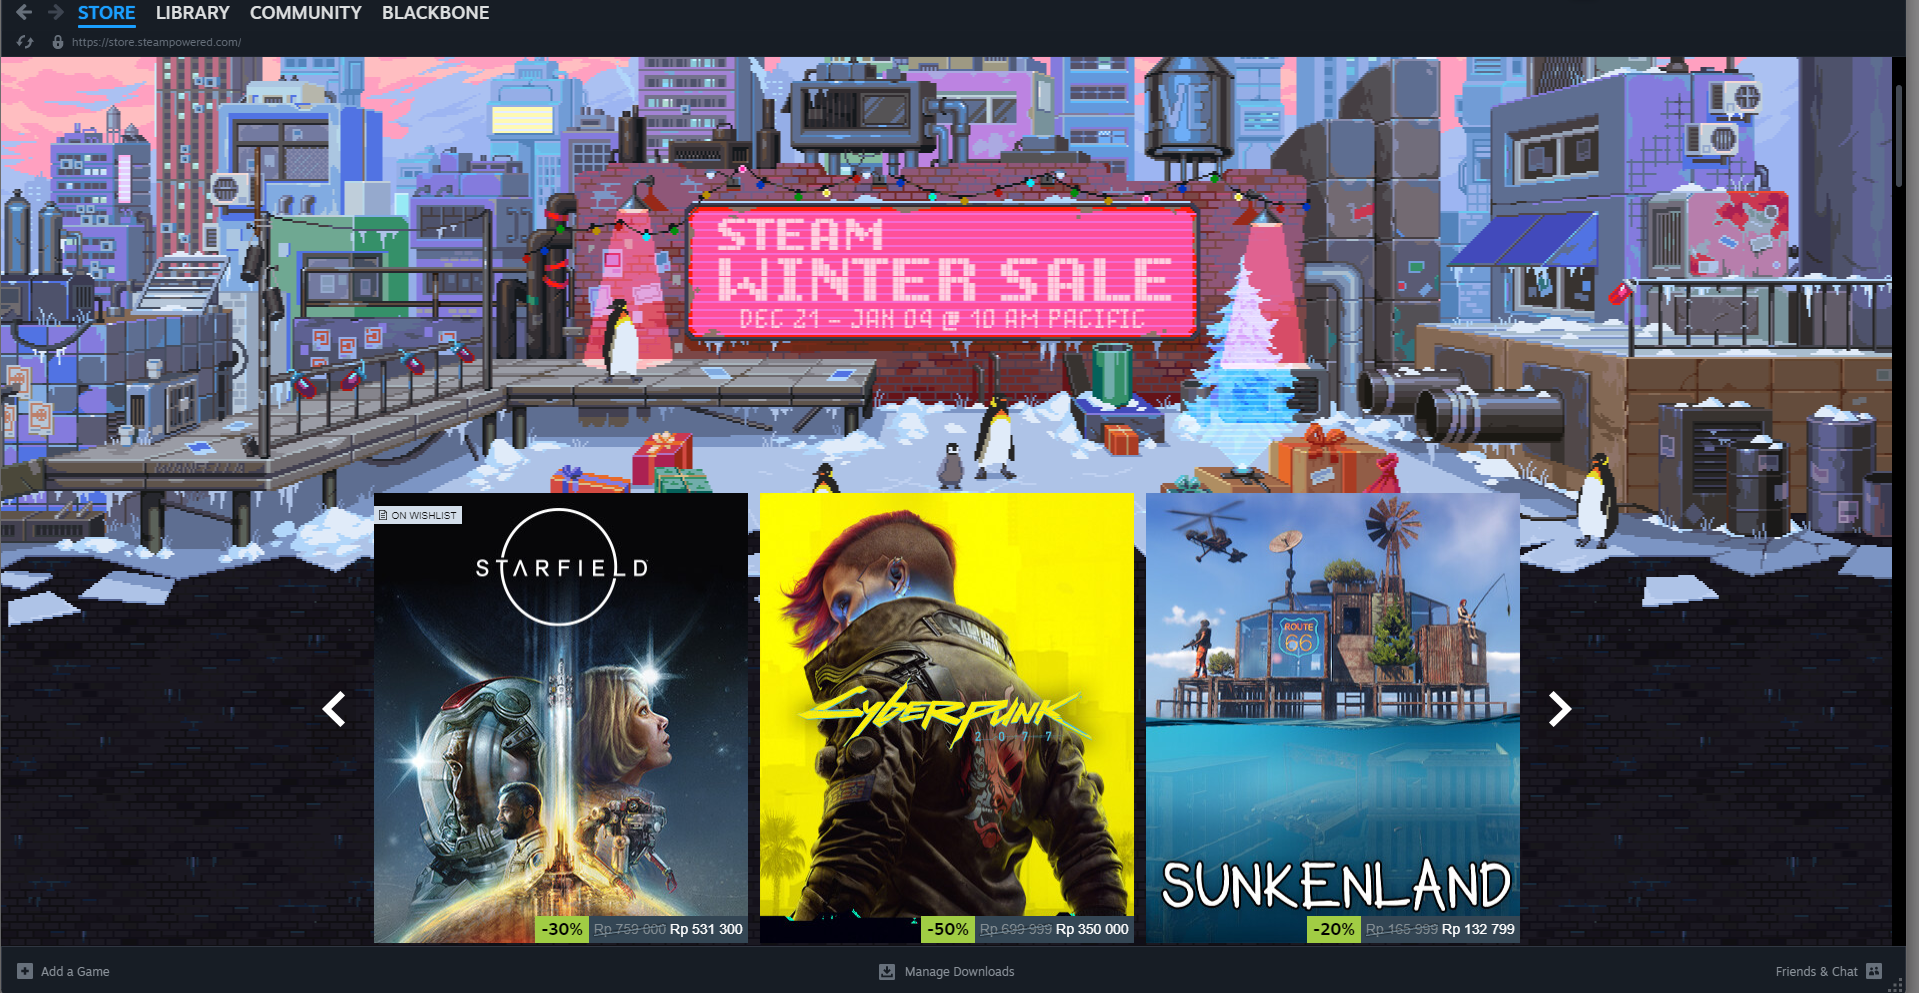 STORE LIBRARY COMMUNITY BLACKBONE
https://store.steampowered.com/
VE
STEAM
WINTER SALE
DEC 21 - JAN 04 @ 10 AM PACIFIC
ON WISHLIST
STARFIELD
SAMURAI
CYBERPUNK
2077
ROUTE
66
SUNKENLAND
-30% Rp 759 000 Rp 531 300
-50% Rp 699 999 Rp 350 000
-20% Rp 165 999 Rp 132 799
Add a Game
Manage Downloads
Friends & Chat